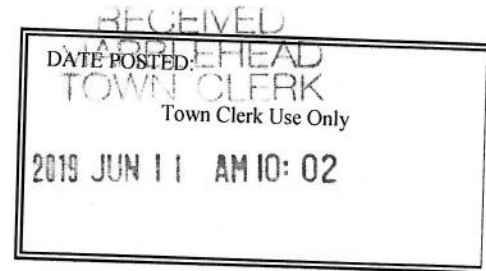 RECEIVED
MARBLEHEAD
DATE POSTED:
TOWN CLERK
Town Clerk Use Only
2019 JUN 11 AM 10: 02